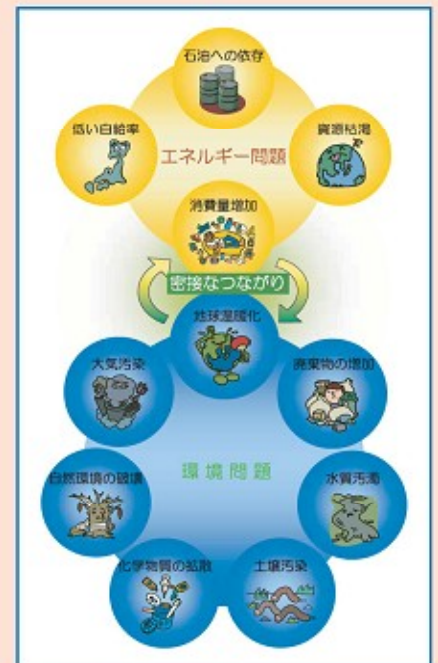 石油への依存
低い自給率
資源枯渇
エネルギー問題
消費量増加
密接なつながり
地球温暖化
大気汚染
廃棄物の増加
環境問題
自然環境の破壊
水質汚濁
化学物質の拡散
土壌汚染